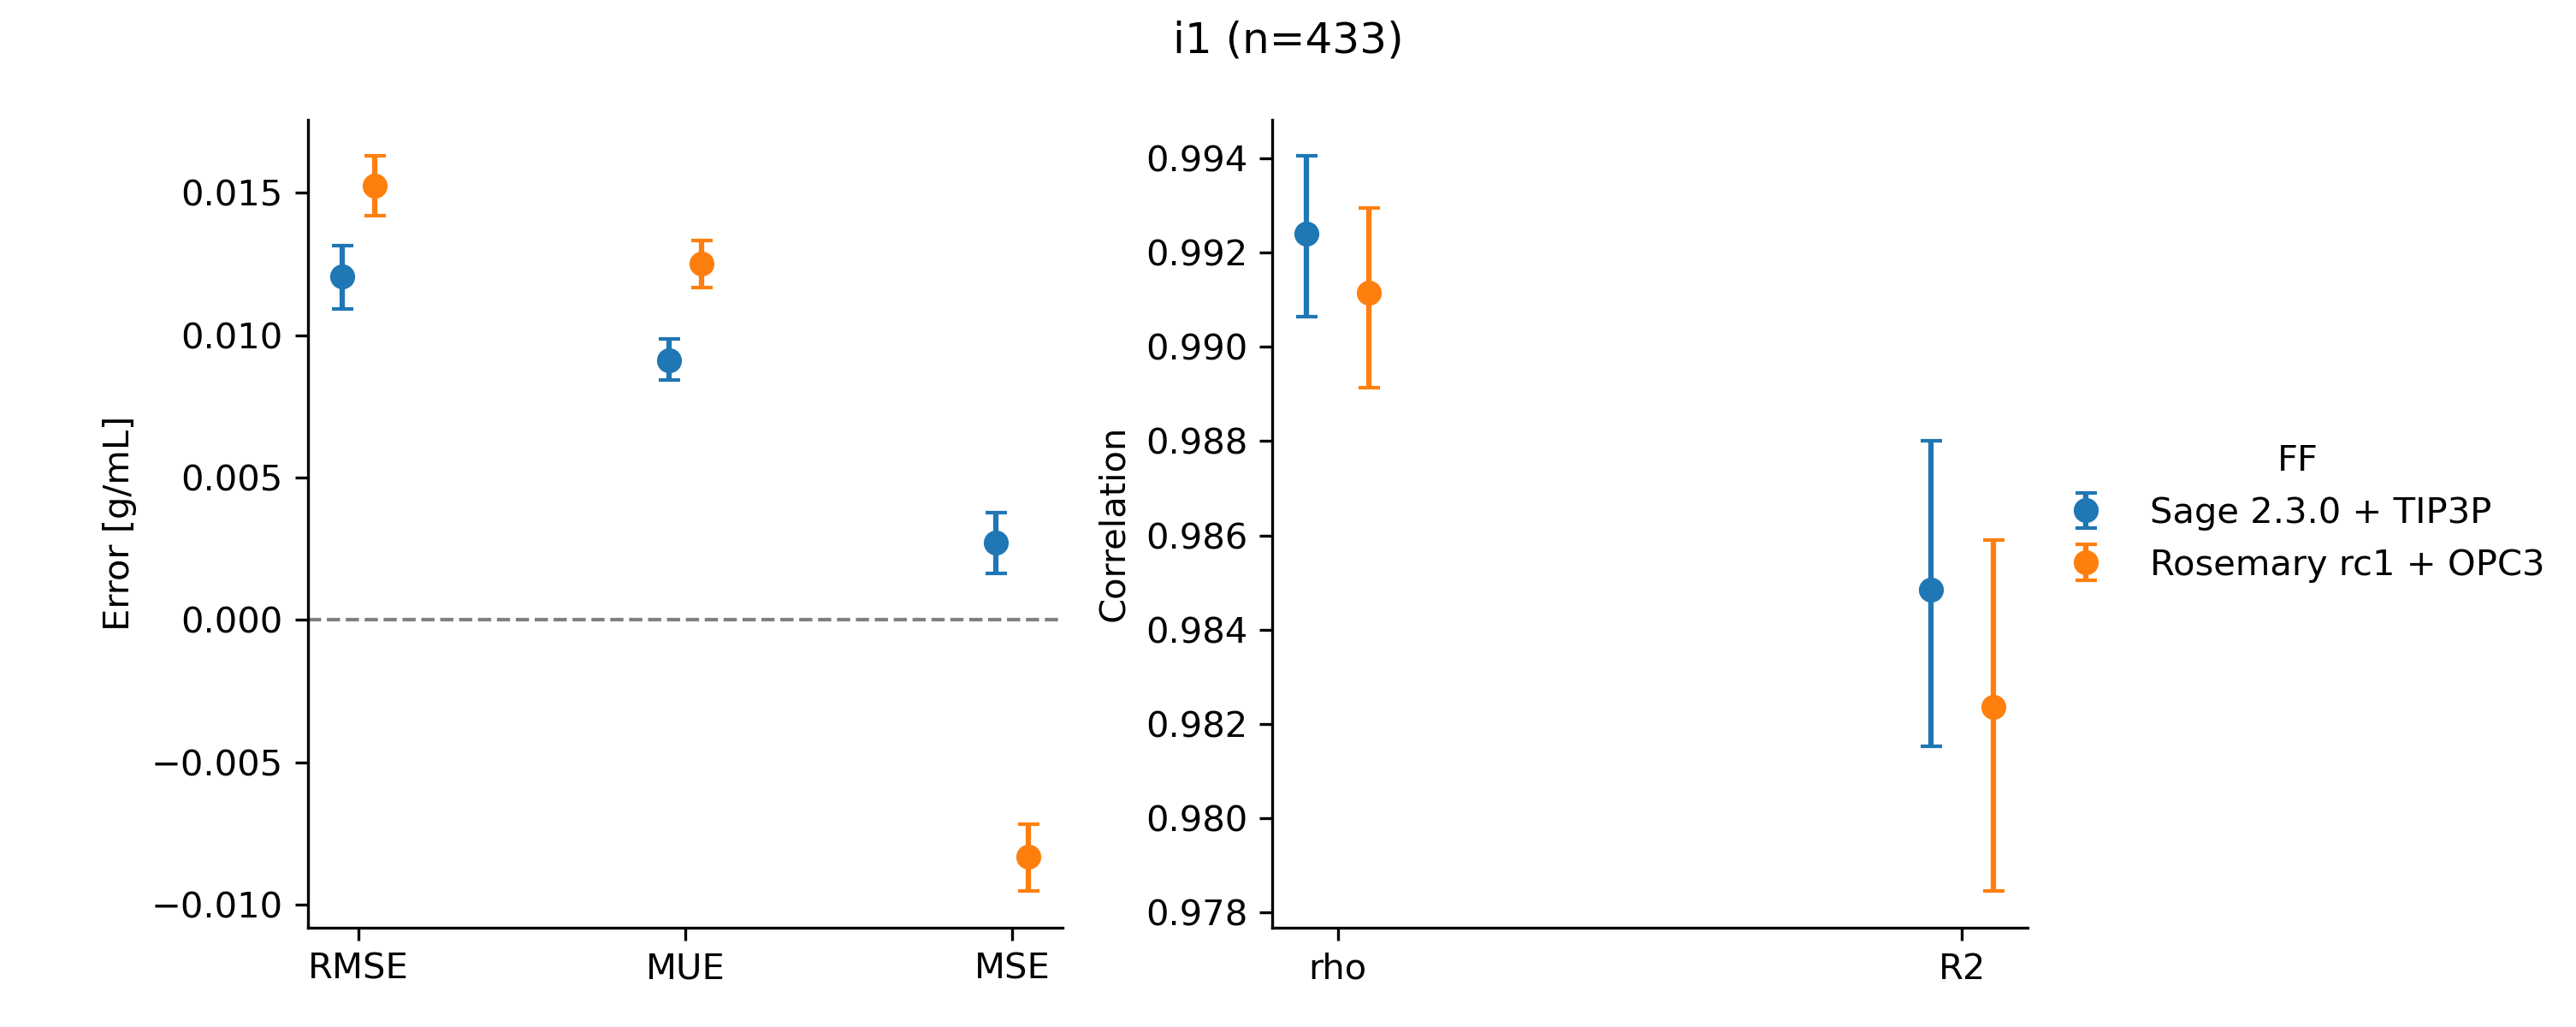 i1 (n=433)
Error [g/mL]
0.015
0.010
0.005
0.000
−0.005
−0.010
RMSE
MUE
MSE
Correlation
0.994
0.992
0.990
0.988
0.986
0.984
0.982
0.980
0.978
rho
R2
FF
Sage 2.3.0 + TIP3P
Rosemary rc1 + OPC3